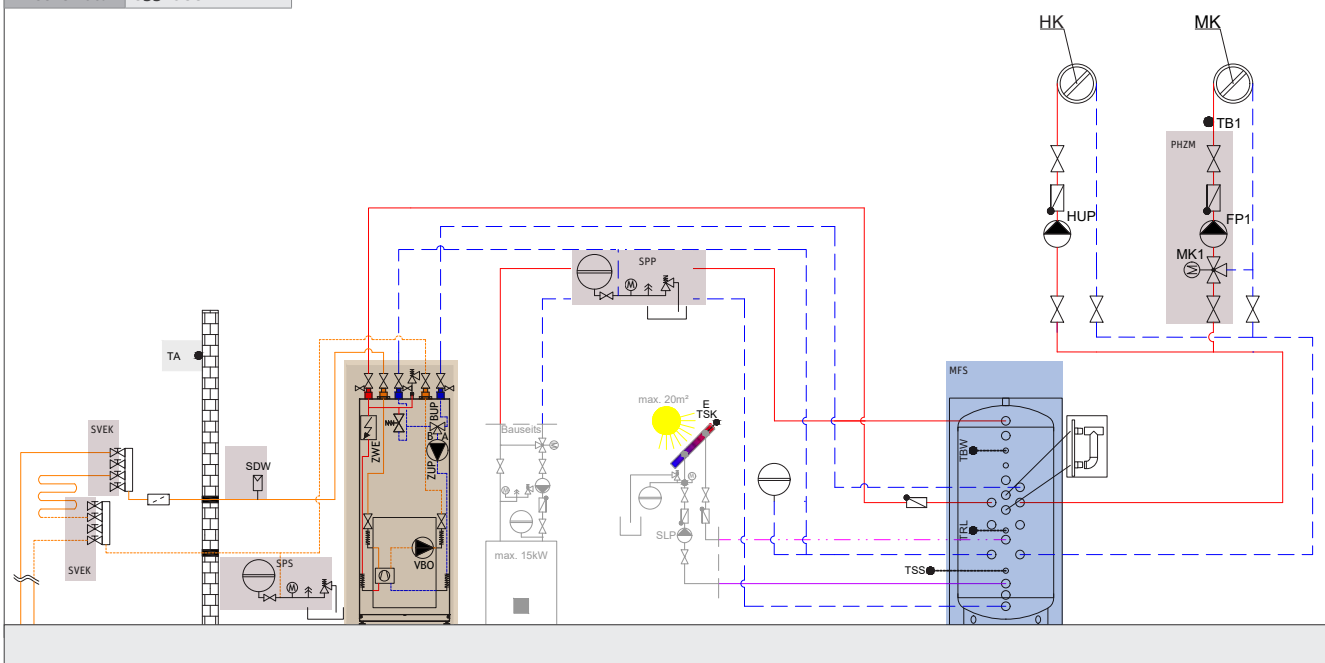 HK
MK
TB1
PHZM
HUP
FP1
MK1
M
SPP
M
TA
MFS
max. 20m²
E
TSK
Bauseits
SVEK
SDW
BUP
B
A
ZWE
ZUP
TBW
TRL
SLP
VBO
max. 15kW
TSS
SPS
M
SVEK